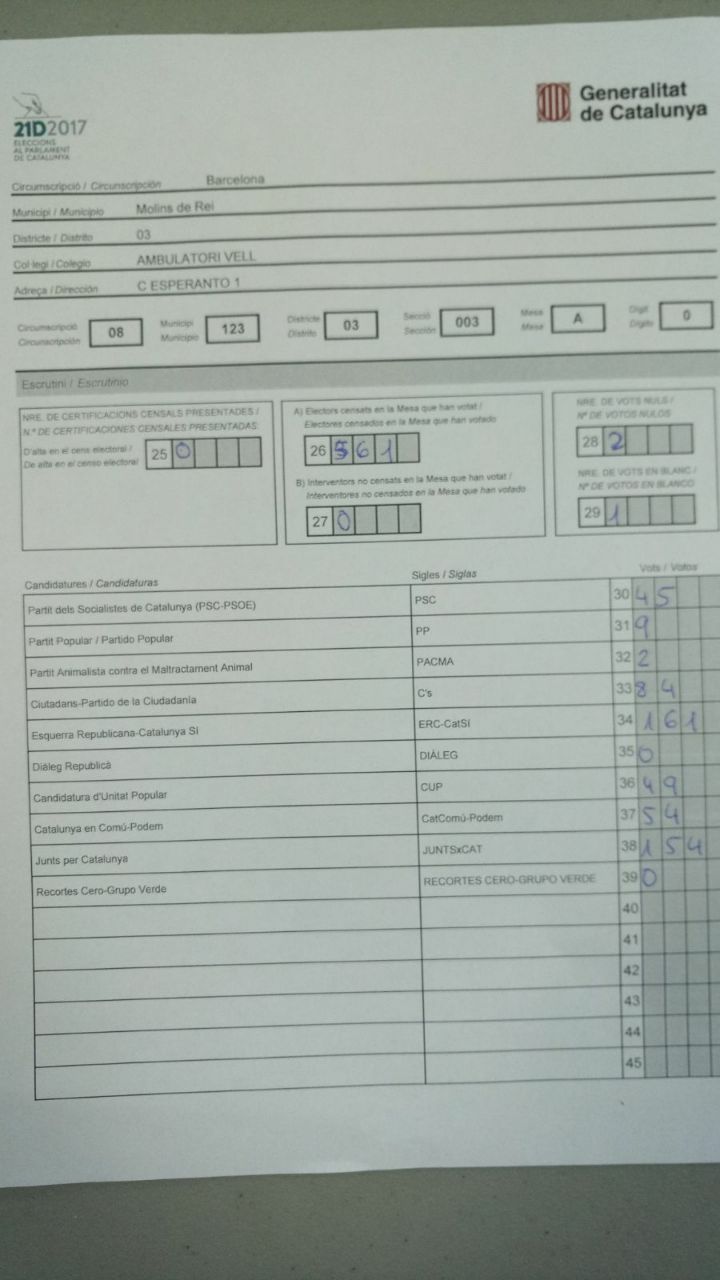 21D2017
ELECCIONS
AL PARLAMENT
DE CATALUNYA
Generalitat
de Catalunya
Circumscripció / Circunscripción Barcelona
Municipi / Municipio Molins de Rei
Districte / Distrito 03
Col·legi / Colegio AMBULATORI VELL
Adreça / Dirección C ESPERANTO 1
Circumscripció
Circunscripción 08
Municipi
Municipio 123
Districte
Distrito 03
Secció
Sección 003
Mesa
Mesa A
Dígit
Dígito 0
Escrutini / Escrutinio
NRE. DE CERTIFICACIONS CENSALS PRESENTADES /
N.º DE CERTIFICACIONES CENSALES PRESENTADAS:
D'alta en el cens electoral /
De alta en el censo electoral 25 0
A) Electors censats en la Mesa que han votat /
Electores censados en la Mesa que han votado
26 561
B) Interventors no censats en la Mesa que han votat /
Interventores no censados en la Mesa que han votado
27 0
NRE. DE VOTS NULS /
Nº DE VOTOS NULOS
28 2
NRE. DE VOTS EN BLANC /
Nº DE VOTOS EN BLANCO
29 1
Candidatures / Candidaturas Sigles / Siglas Vots / Votos
Partit dels Socialistes de Catalunya (PSC-PSOE) PSC 30 45
Partit Popular / Partido Popular PP 31 9
Partit Animalista contra el Maltractament Animal PACMA 32 2
Ciutadans-Partido de la Ciudadanía C's 33 84
Esquerra Republicana-Catalunya Sí ERC-CatSí 34 161
Diàleg Republicà DIÀLEG 35 0
Candidatura d'Unitat Popular CUP 36 49
Catalunya en Comú-Podem CatComú-Podem 37 54
Junts per Catalunya JUNTSxCAT 38 154
Recortes Cero-Grupo Verde RECORTES CERO-GRUPO VERDE 39 0
40
41
42
43
44
45